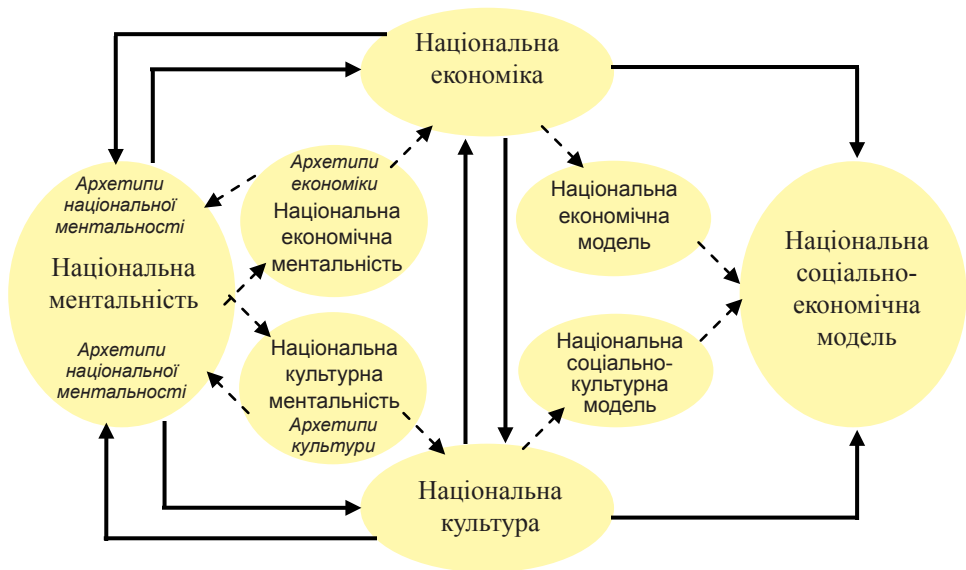 Національна
економіка
Архетипи
національної
ментальності
Національна
ментальність
Архетипи
національної
ментальності
Архетипи
економіки
Національна
економічна
ментальність
Національна
культурна
ментальність
Архетипи
культури
Національна
економічна
модель
Національна
соціально-
культурна
модель
Національна
соціально-
економічна
модель
Національна
культура